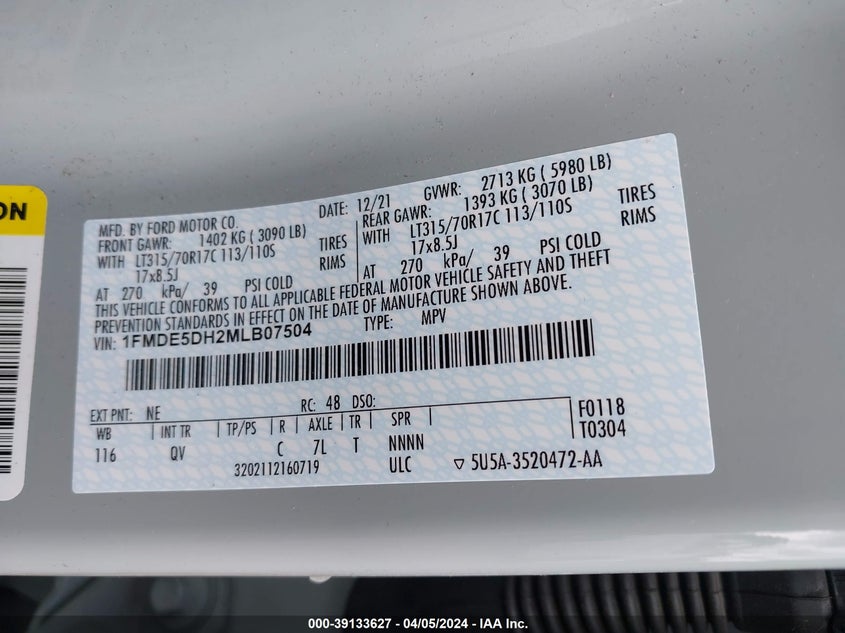 ON
MFD. BY FORD MOTOR CO.
DATE: 12/21
GVWR: 2713 KG ( 5980 LB)
FRONT GAWR: 1402 KG ( 3090 LB)
WITH LT315/70R17C 113/110S TIRES
17x8.5J RIMS
AT 270 kPa/ 39 PSI COLD
REAR GAWR: 1393 KG ( 3070 LB)
WITH LT315/70R17C 113/110S TIRES
17x8.5J RIMS
AT 270 kPa/ 39 PSI COLD
THIS VEHICLE CONFORMS TO ALL APPLICABLE FEDERAL MOTOR VEHICLE SAFETY AND THEFT
PREVENTION STANDARDS IN EFFECT ON THE DATE OF MANUFACTURE SHOWN ABOVE.
VIN: 1FMDE5DH2MLB07504
TYPE: MPV
EXT PNT: NE RC: 48 DSO:
WB INT TR TP/PS R AXLE TR SPR
116 QV C 7L T NNNN
3202112160719 ULC
F0118
T0304
▽ 5U5A-3520472-AA
000-39133627 - 04/05/2024 - IAA Inc.